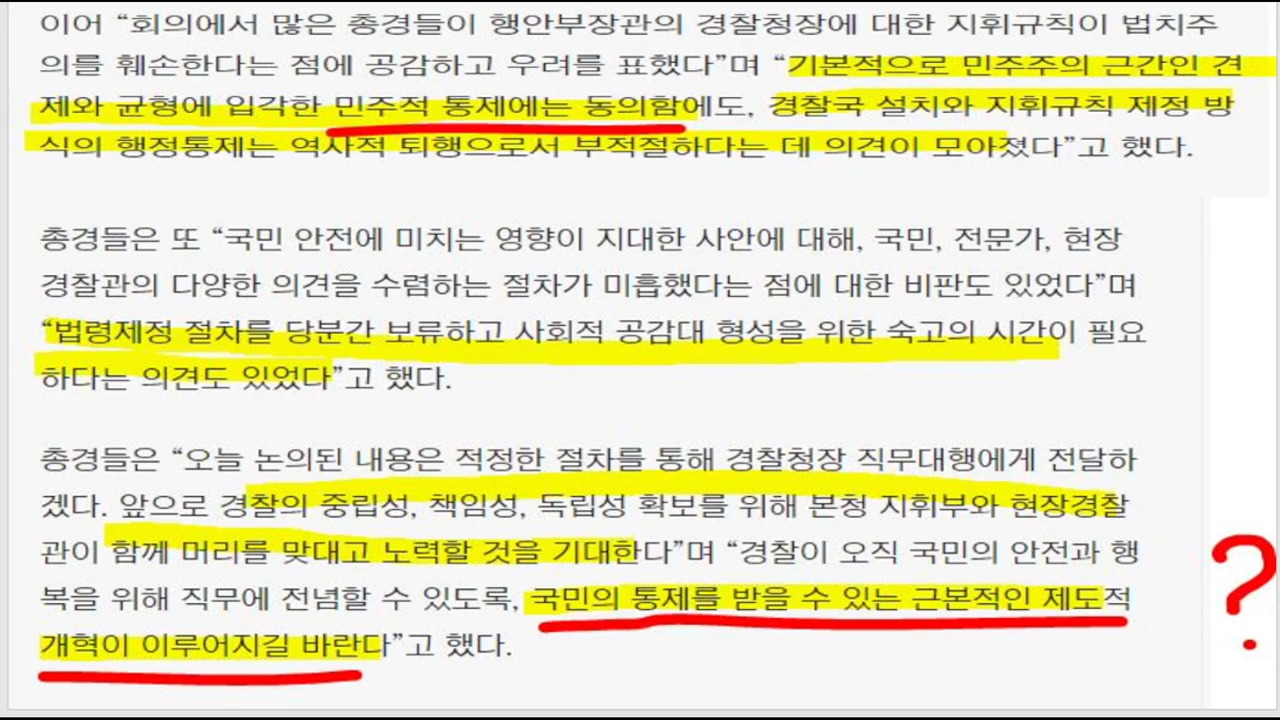 이어 “회의에서 많은 총경들이 행안부장관의 경찰청장에 대한 지휘규칙이 법치주
의를 훼손한다는 점에 공감하고 우려를 표했다”며 “기본적으로 민주주의 근간인 견
제와 균형에 입각한 민주적 통제에는 동의함에도, 경찰국 설치와 지휘규칙 제정 방
식의 행정통제는 역사적 퇴행으로서 부적절하다는 데 의견이 모아졌다”고 했다.
총경들은 또 “국민 안전에 미치는 영향이 지대한 사안에 대해, 국민, 전문가, 현장
경찰관의 다양한 의견을 수렴하는 절차가 미흡했다는 점에 대한 비판도 있었다”며
“법령제정 절차를 당분간 보류하고 사회적 공감대 형성을 위한 숙고의 시간이 필요
하다는 의견도 있었다”고 했다.
총경들은 “오늘 논의된 내용은 적정한 절차를 통해 경찰청장 직무대행에게 전달하
겠다. 앞으로 경찰의 중립성, 책임성, 독립성 확보를 위해 본청 지휘부와 현장경찰
관이 함께 머리를 맞대고 노력할 것을 기대한다”며 “경찰이 오직 국민의 안전과 행
복을 위해 직무에 전념할 수 있도록, 국민의 통제를 받을 수 있는 근본적인 제도적
개혁이 이루어지길 바란다”고 했다.
?